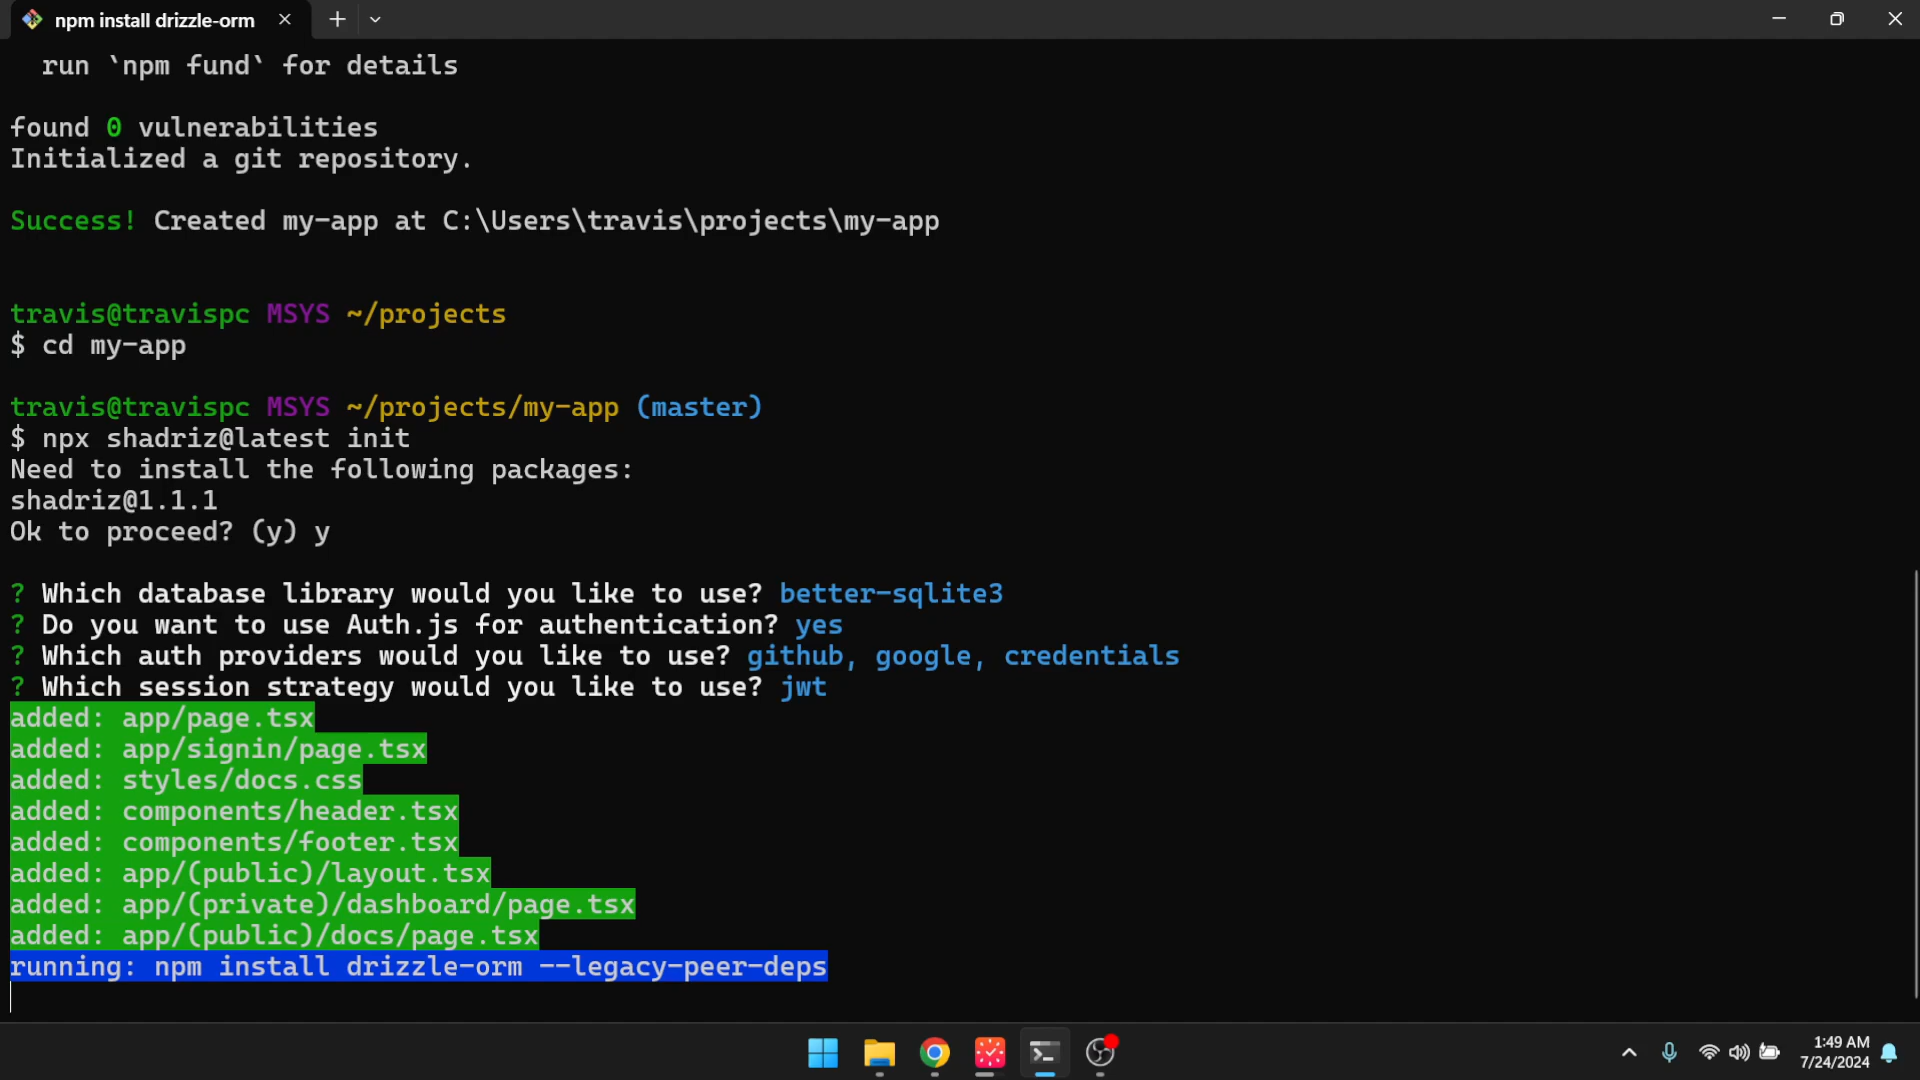 npm install drizzle-orm
run `npm fund` for details
found 0 vulnerabilities
Initialized a git repository.
Success! Created my-app at C:\Users\travis\projects\my-app
travis@travispc MSYS ~/projects
$ cd my-app
travis@travispc MSYS ~/projects/my-app (master)
$ npx shadriz@latest init
Need to install the following packages:
shadriz@1.1.1
Ok to proceed? (y) y
? Which database library would you like to use? better-sqlite3
? Do you want to use Auth.js for authentication? yes
? Which auth providers would you like to use? github, google, credentials
? Which session strategy would you like to use? jwt
added: app/page.tsx
added: app/signin/page.tsx
added: styles/docs.css
added: components/header.tsx
added: components/footer.tsx
added: app/(public)/layout.tsx
added: app/(private)/dashboard/page.tsx
added: app/(public)/docs/page.tsx
running: npm install drizzle-orm --legacy-peer-deps
1:49 AM
7/24/2024